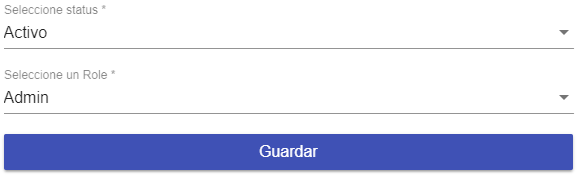 Seleccione status *
Activo
Seleccione un Role *
Admin
Guardar